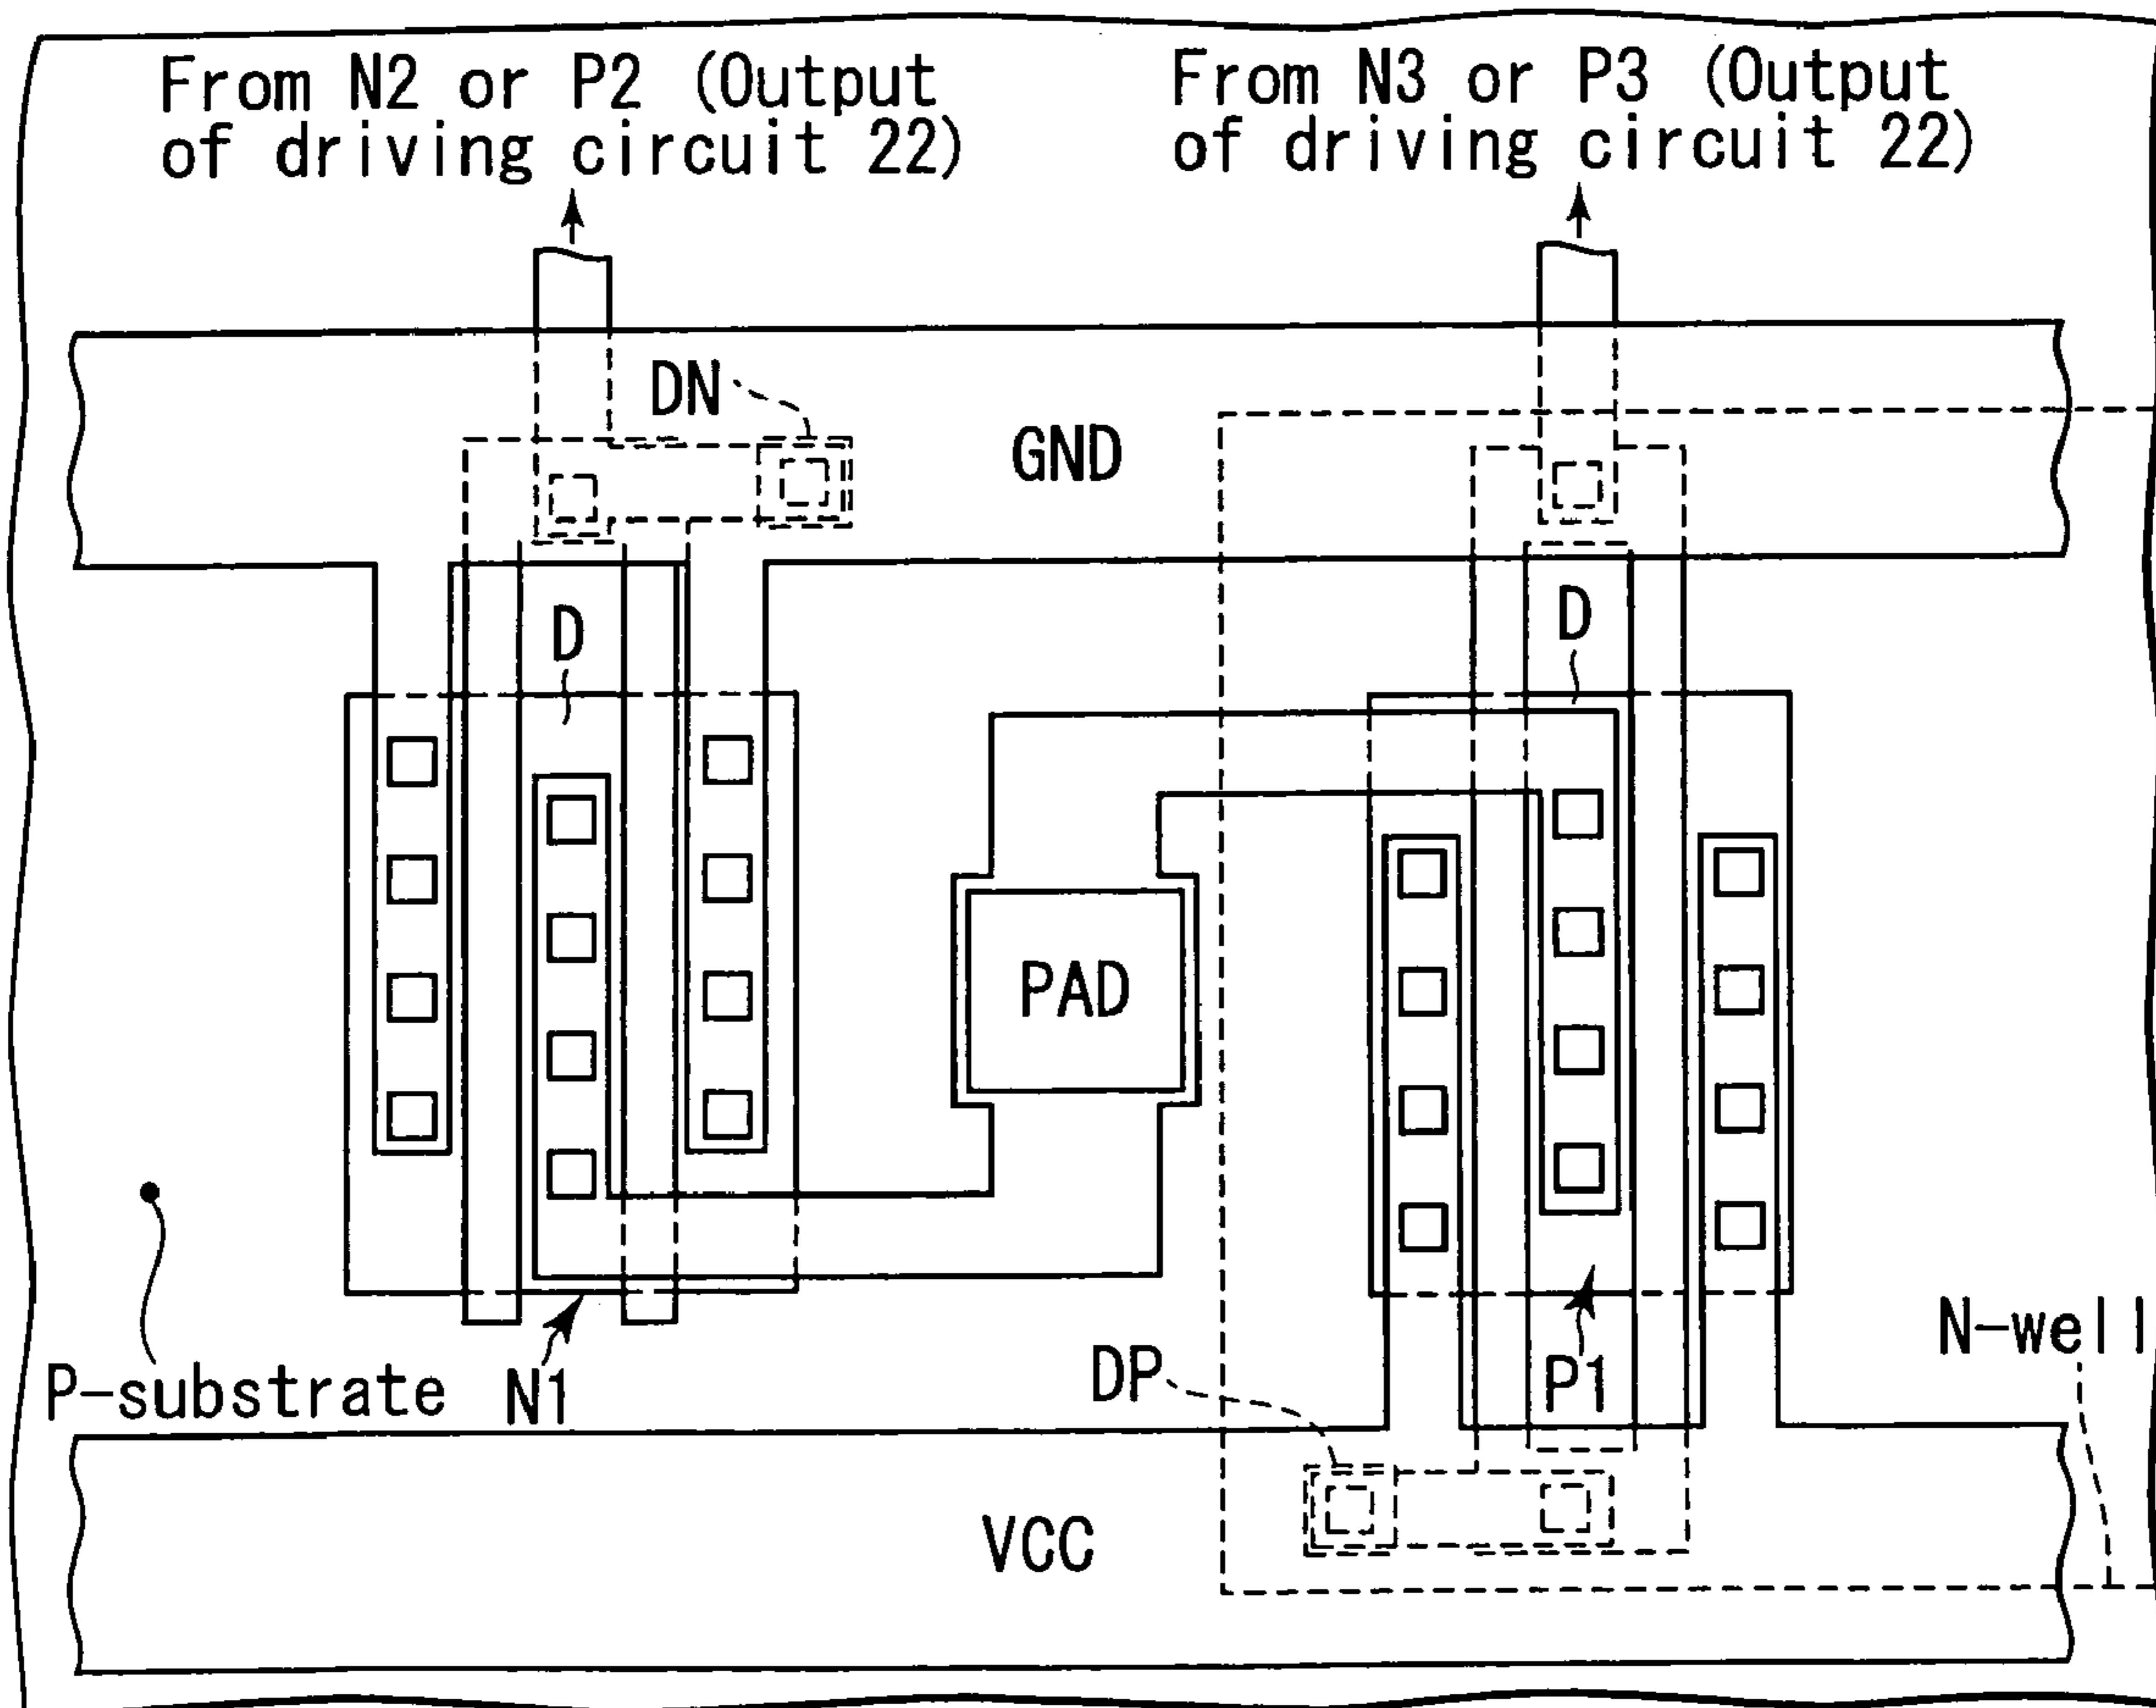 From N2 or P2 (Output
of driving circuit 22)
From N3 or P3 (Output
of driving circuit 22)
DN
GND
D
D
PAD
N-well
P-substrate
N1
DP
P1
VCC